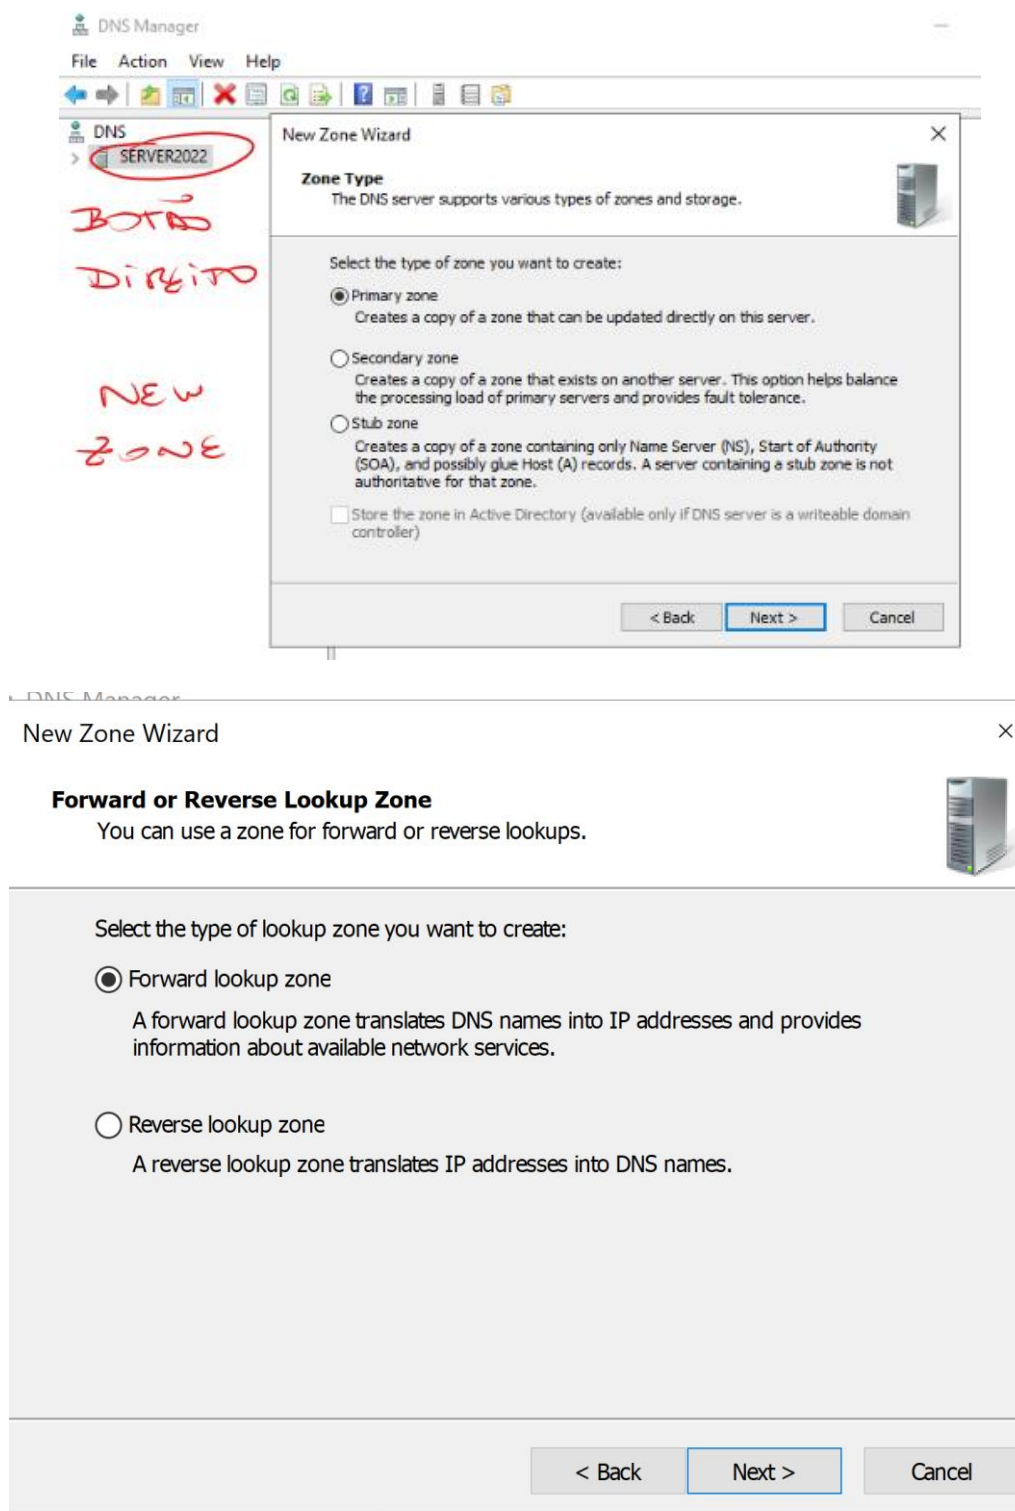 DNS Manager
File Action View Help
DNS
SERVER2022
BOTÃO
DIREITO
NEW
ZONE
New Zone Wizard
Zone Type
The DNS server supports various types of zones and storage.
Select the type of zone you want to create:
Primary zone
Creates a copy of a zone that can be updated directly on this server.
Secondary zone
Creates a copy of a zone that exists on another server. This option helps balance
the processing load of primary servers and provides fault tolerance.
Stub zone
Creates a copy of a zone containing only Name Server (NS), Start of Authority
(SOA), and possibly glue Host (A) records. A server containing a stub zone is not
authoritative for that zone.
Store the zone in Active Directory (available only if DNS server is a writeable domain
controller)
< Back Next > Cancel
DNS Manager
New Zone Wizard
Forward or Reverse Lookup Zone
You can use a zone for forward or reverse lookups.
Select the type of lookup zone you want to create:
Forward lookup zone
A forward lookup zone translates DNS names into IP addresses and provides
information about available network services.
Reverse lookup zone
A reverse lookup zone translates IP addresses into DNS names.
< Back Next > Cancel